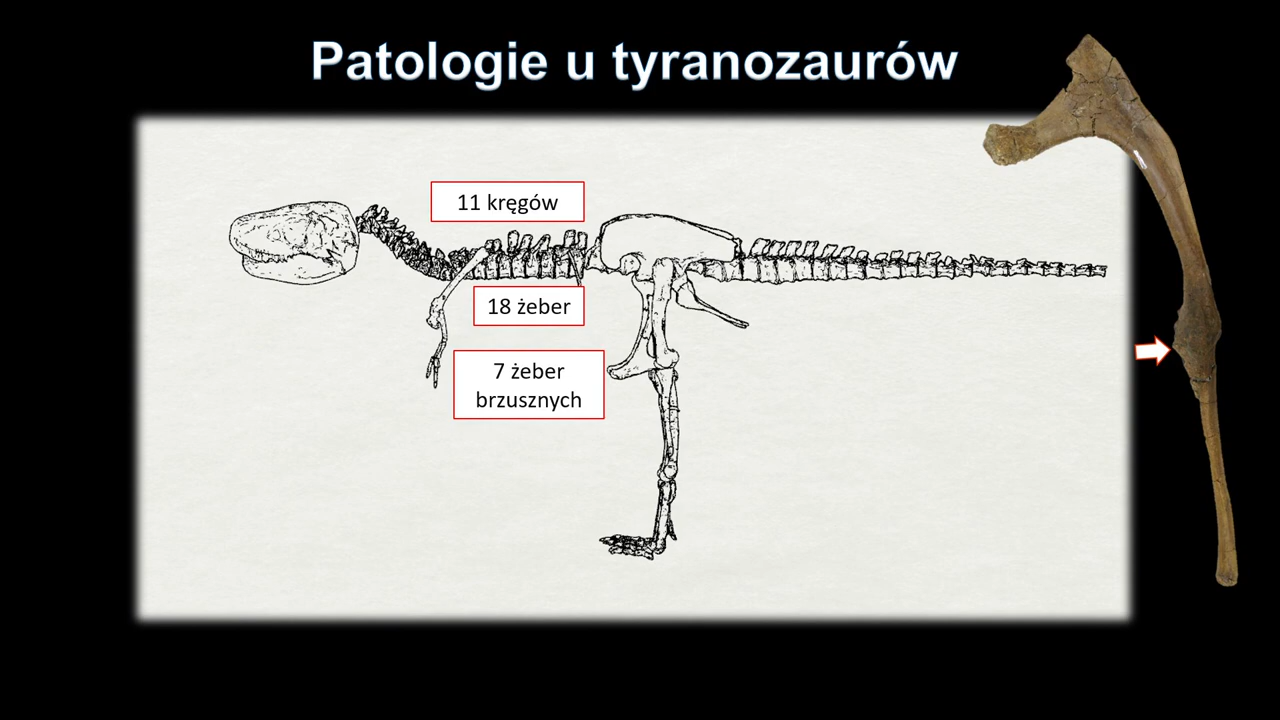 Patologie u tyranozaurów
11 kręgów
18 żeber
7 żeber
brzusznych